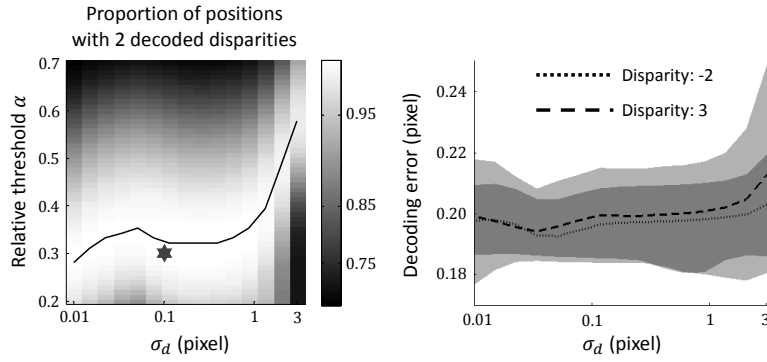 Proportion of positions
with 2 decoded disparities
Relative threshold α
0.7
0.6
0.5
0.4
0.3
0.2
0.01
0.1
1
3
σd (pixel)
0.95
0.85
0.75
Decoding error (pixel)
0.24
0.22
0.20
0.18
Disparity: -2
Disparity: 3
0.01
0.1
1
3
σd (pixel)